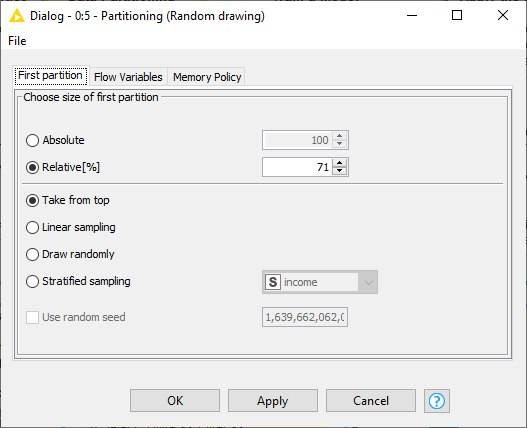 Dialog - 0:5 - Partitioning (Random drawing)
File
First partition Flow Variables Memory Policy
Choose size of first partition
Absolute 100
Relative[%] 71
Take from top
Linear sampling
Draw randomly
Stratified sampling S income
Use random seed 1,639,662,062,0
OK Apply Cancel ?